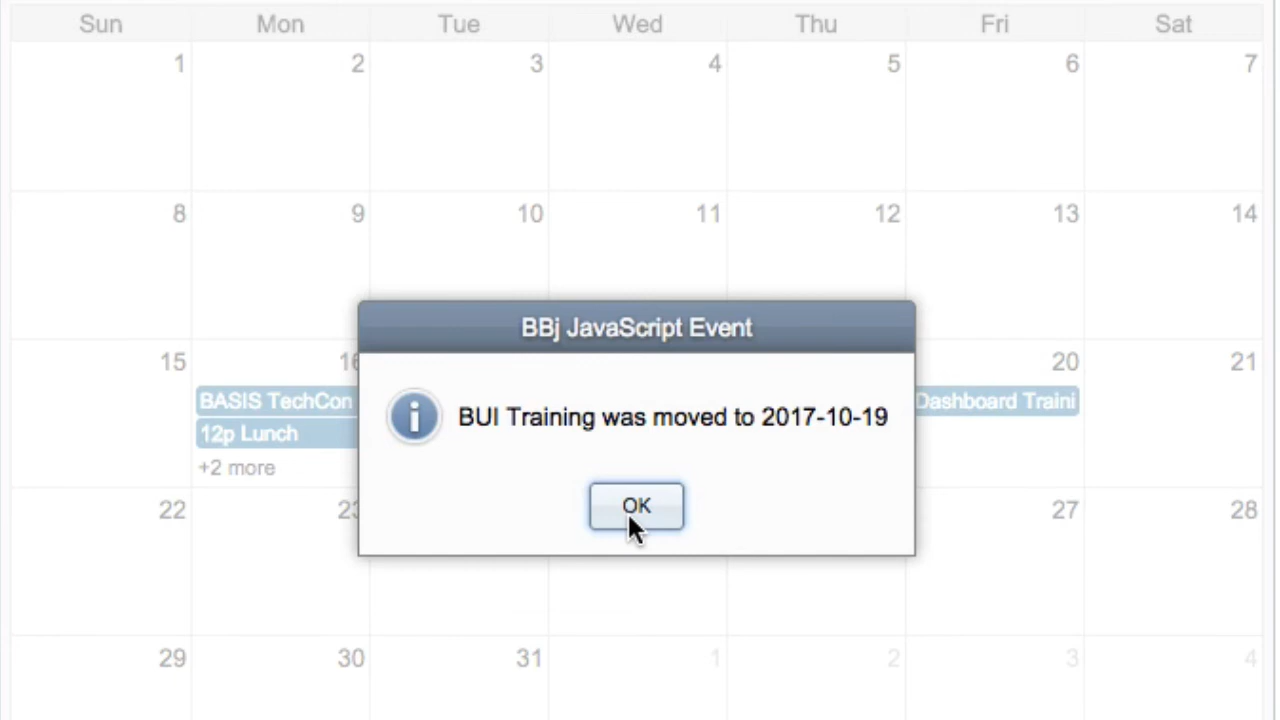 Sun Mon Tue Wed Thu Fri Sat
1 2 3 4 5 6 7
8 9 10 11 12 13 14
BBj JavaScript Event
15 20 21
BASIS TechCon Dashboard Traini
BUI Training was moved to 2017-10-19
12p Lunch
+2 more
OK
22 27 28
29 30 31 1 2 3 4